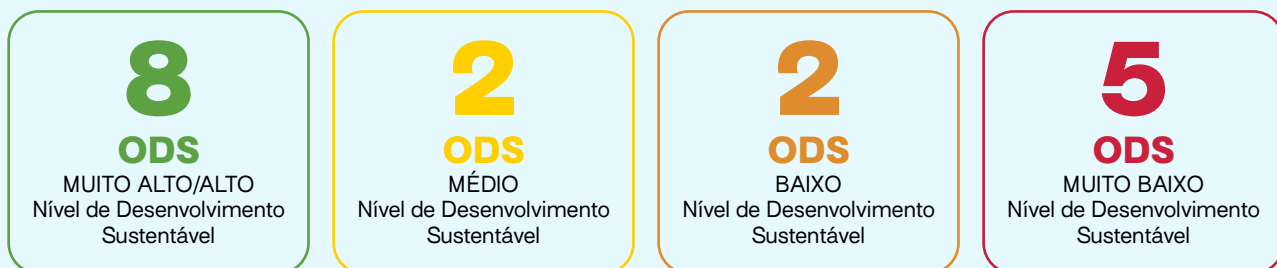 8
ODS
MUITO ALTO/ALTO
Nível de Desenvolvimento
Sustentável
2
ODS
MÉDIO
Nível de Desenvolvimento
Sustentável
2
ODS
BAIXO
Nível de Desenvolvimento
Sustentável
5
ODS
MUITO BAIXO
Nível de Desenvolvimento
Sustentável